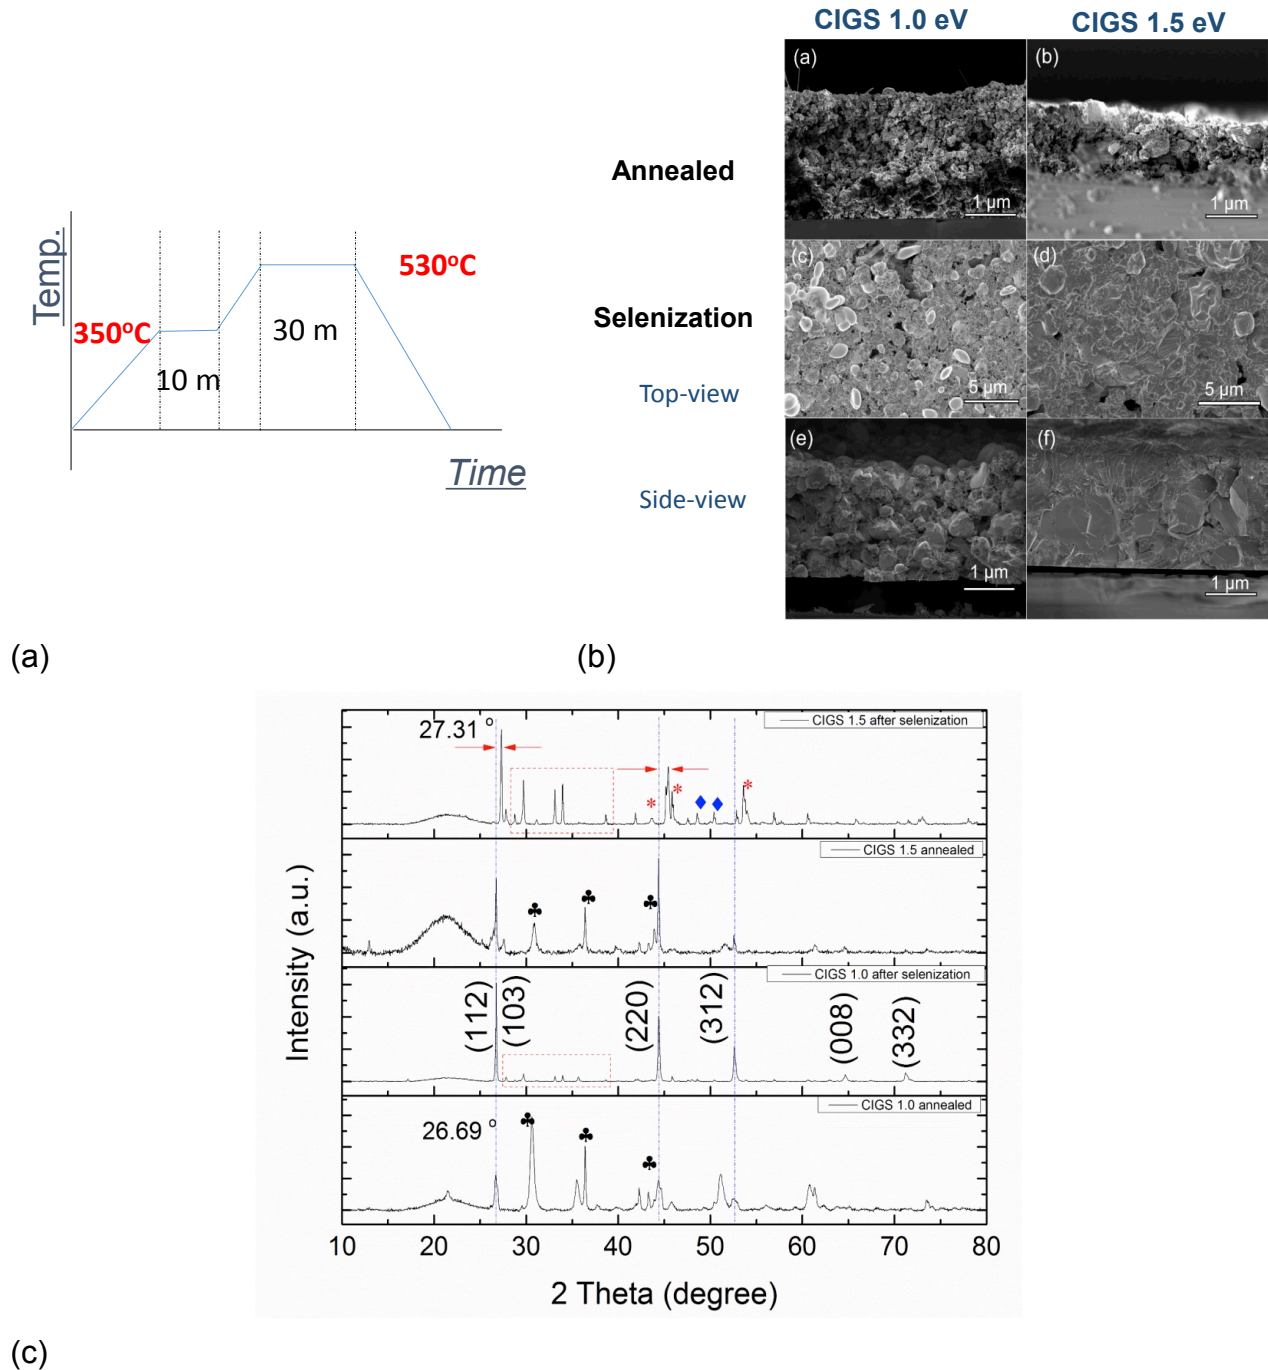 CIGS 1.0 eV
CIGS 1.5 eV
(a)
(b)
Annealed
1 μm
1 μm
Temp.
530°C
350°C
30 m
10 m
Time
(c)
(d)
Selenization
Top-view
5 μm
5 μm
(e)
(f)
Side-view
1 μm
1 μm
(a)
(b)
27.31 °
CIGS 1.5 after selenization
* * *
CIGS 1.5 annealed
CIGS 1.0 after selenization
(112)
(103)
(220)
(312)
(008)
(332)
CIGS 1.0 annealed
26.69 °
Intensity (a.u.)
10 20 30 40 50 60 70 80
2 Theta (degree)
(c)